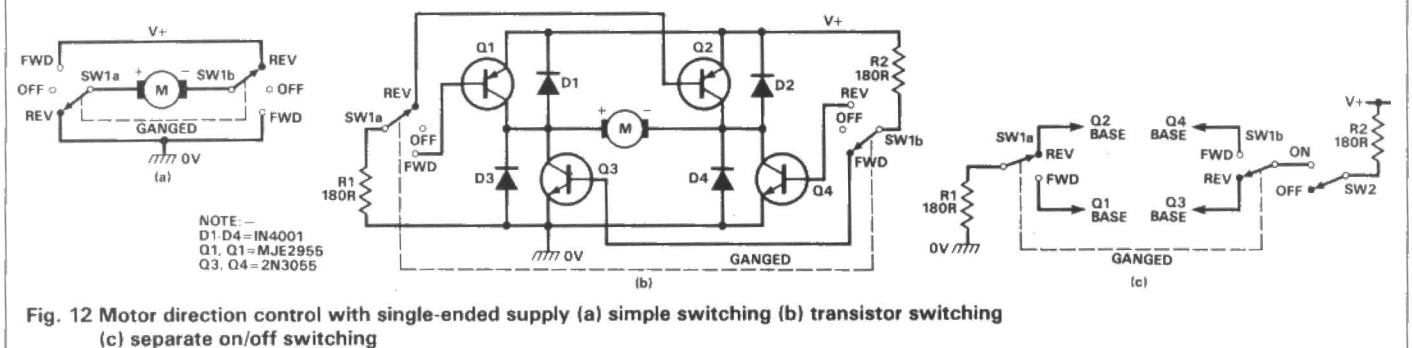 V+
FWD
REV
SW1a
+
M
−
SW1b
OFF
OFF
REV
FWD
GANGED
0V
(a)
NOTE:—
D1-D4=IN4001
Q1, Q1=MJE2955
Q3, Q4=2N3055
V+
Q1
Q2
R2
180R
D1
D2
REV
REV
SW1a
OFF
FWD
+
M
−
OFF
SW1b
FWD
R1
180R
D3
Q3
D4
Q4
0V
GANGED
(b)
V+
R2
180R
SW1a
Q2
BASE
Q4
BASE
SW1b
REV
FWD
ON
FWD
REV
OFF
SW2
R1
180R
Q1
BASE
Q3
BASE
0V
GANGED
(c)
Fig. 12 Motor direction control with single-ended supply (a) simple switching (b) transistor switching
(c) separate on/off switching